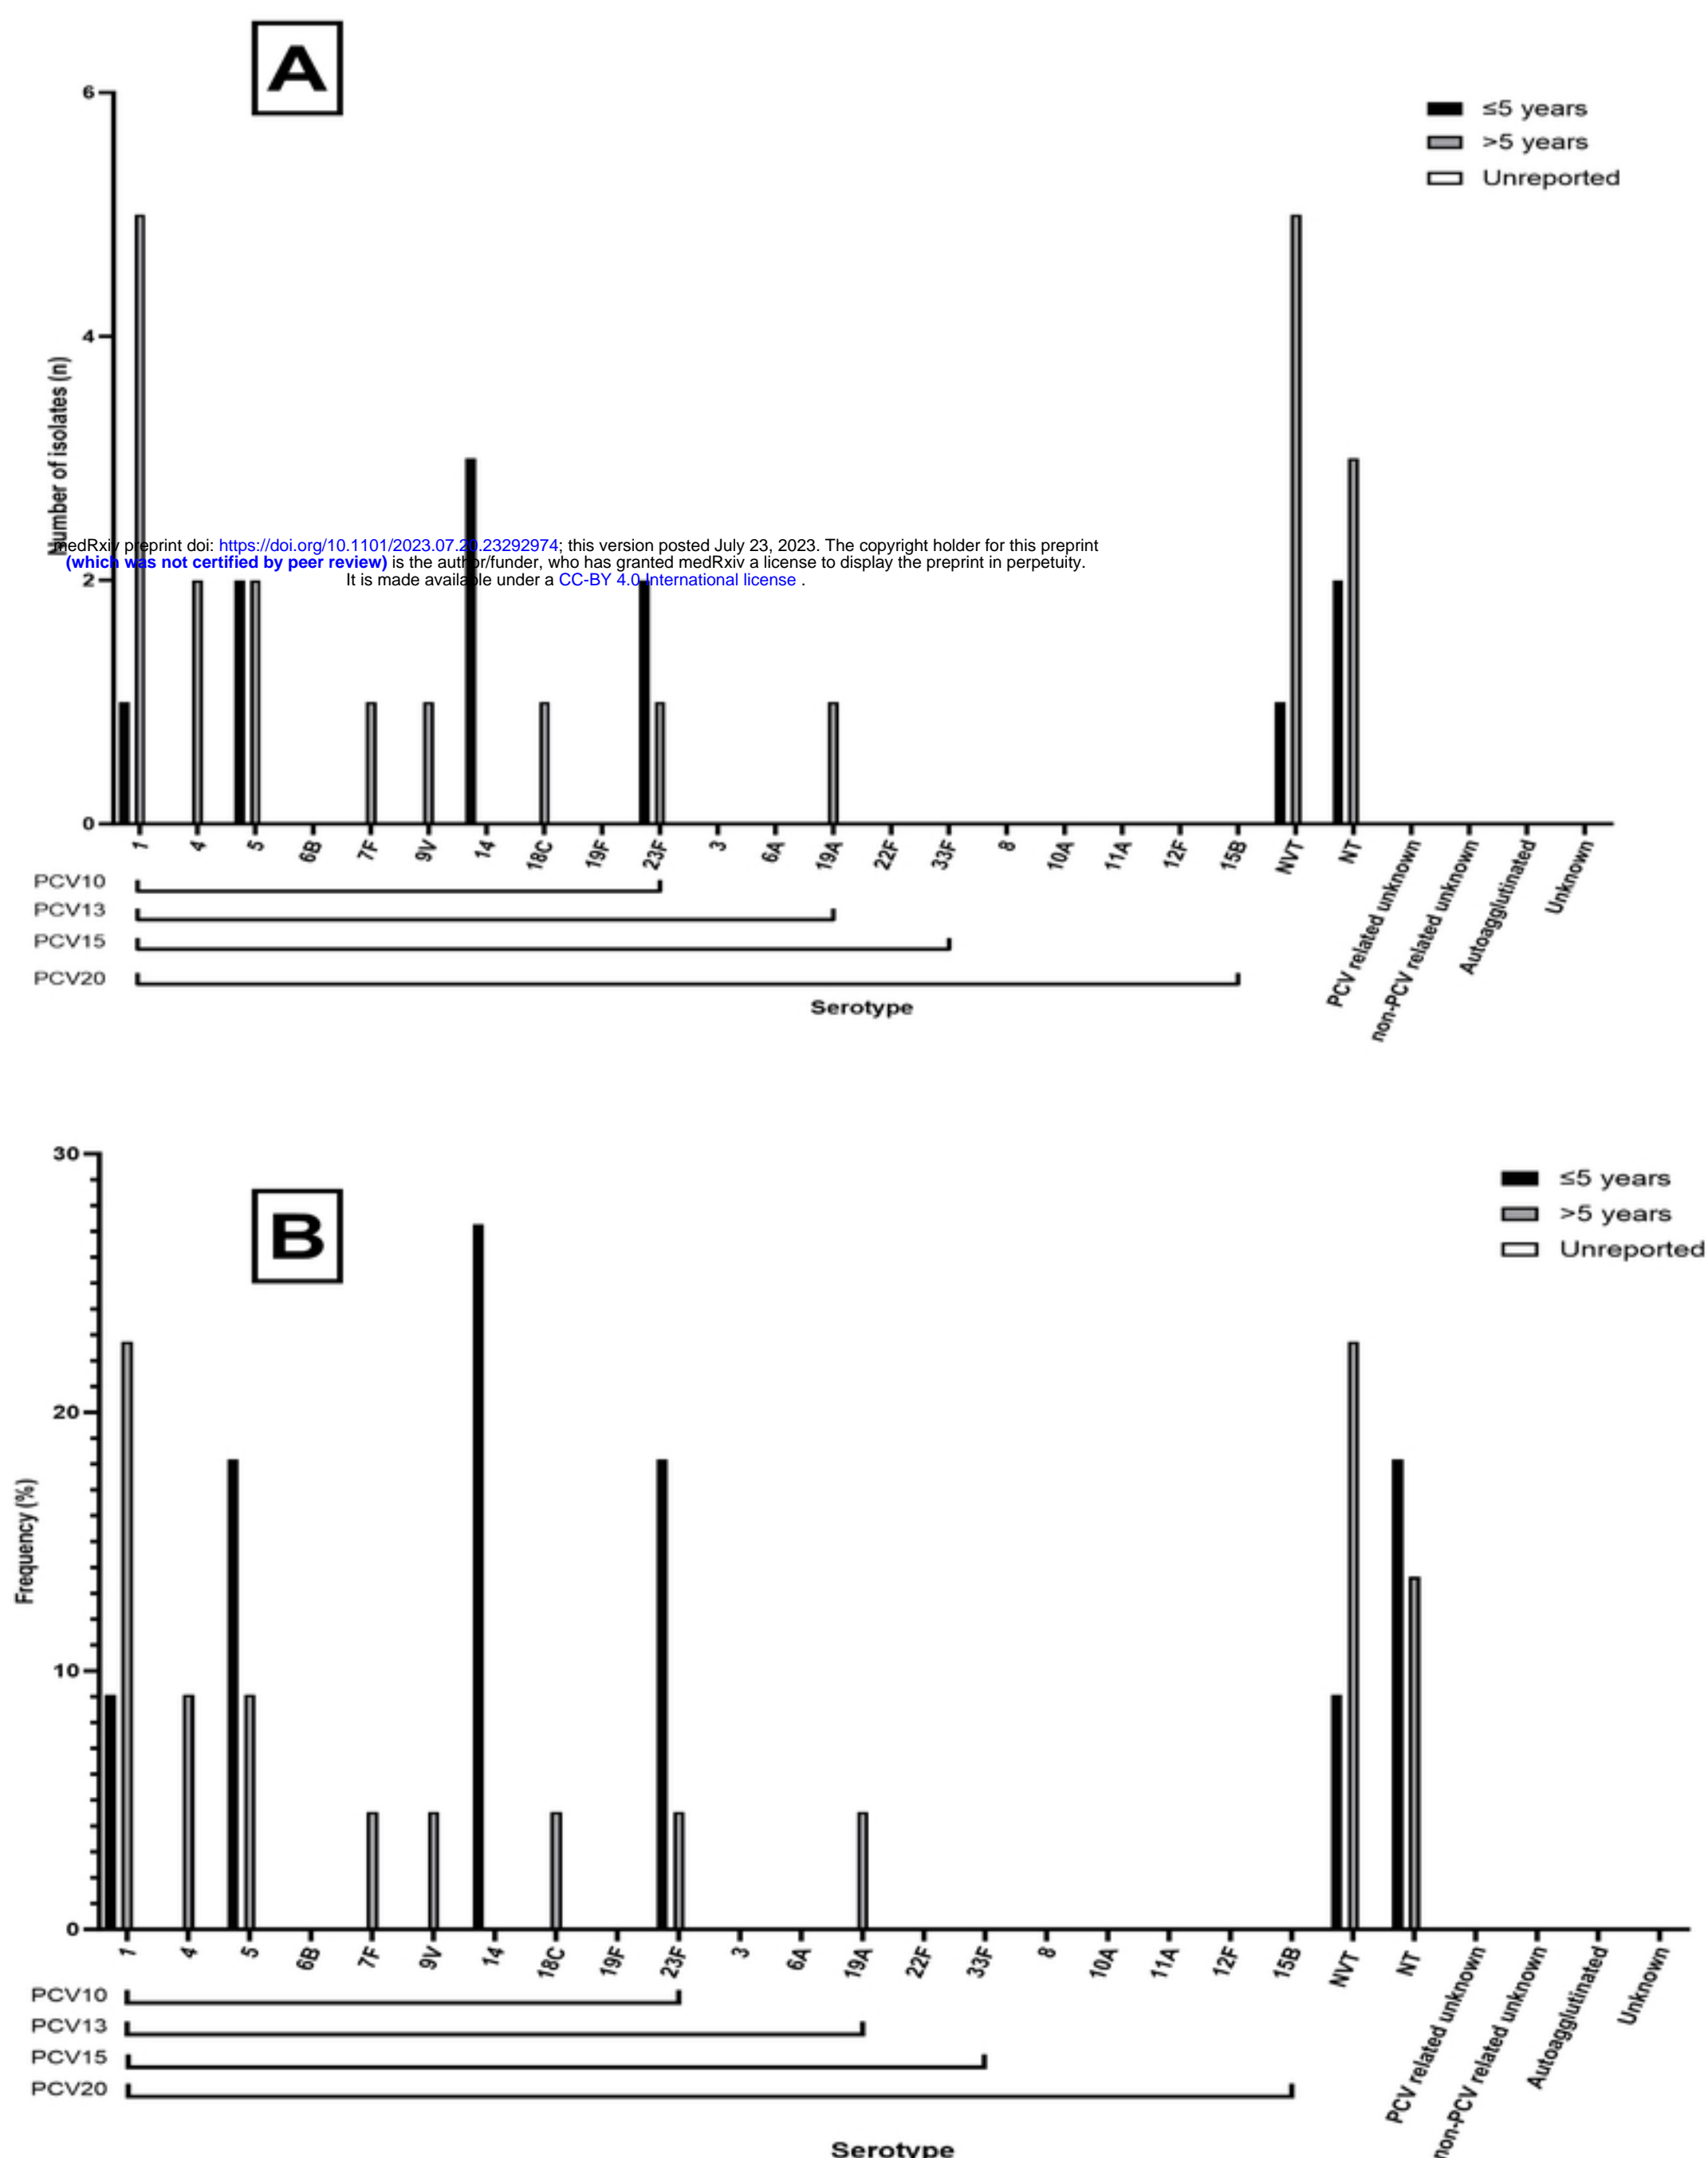 A
6
≤5 years
>5 years
Unreported
4
Number of isolates (n)
medRxiv preprint doi: https://doi.org/10.1101/2023.07.20.23292974; this version posted July 23, 2023. The copyright holder for this preprint
(which was not certified by peer review) is the author/funder, who has granted medRxiv a license to display the preprint in perpetuity.
It is made available under a CC-BY 4.0 International license .
2
0
1 4 5 6B 7F 9V 14 18C 19F 23F 3 6A 19A 22F 33F 8 10A 11A 12F 15B NVT NT PCV related unknown non-PCV related unknown Autoagglutinated Unknown
PCV10
PCV13
PCV15
PCV20
Serotype
30
B
≤5 years
>5 years
Unreported
20
Frequency (%)
10
0
1 4 5 6B 7F 9V 14 18C 19F 23F 3 6A 19A 22F 33F 8 10A 11A 12F 15B NVT NT PCV related unknown non-PCV related unknown Autoagglutinated Unknown
PCV10
PCV13
PCV15
PCV20
Serotype